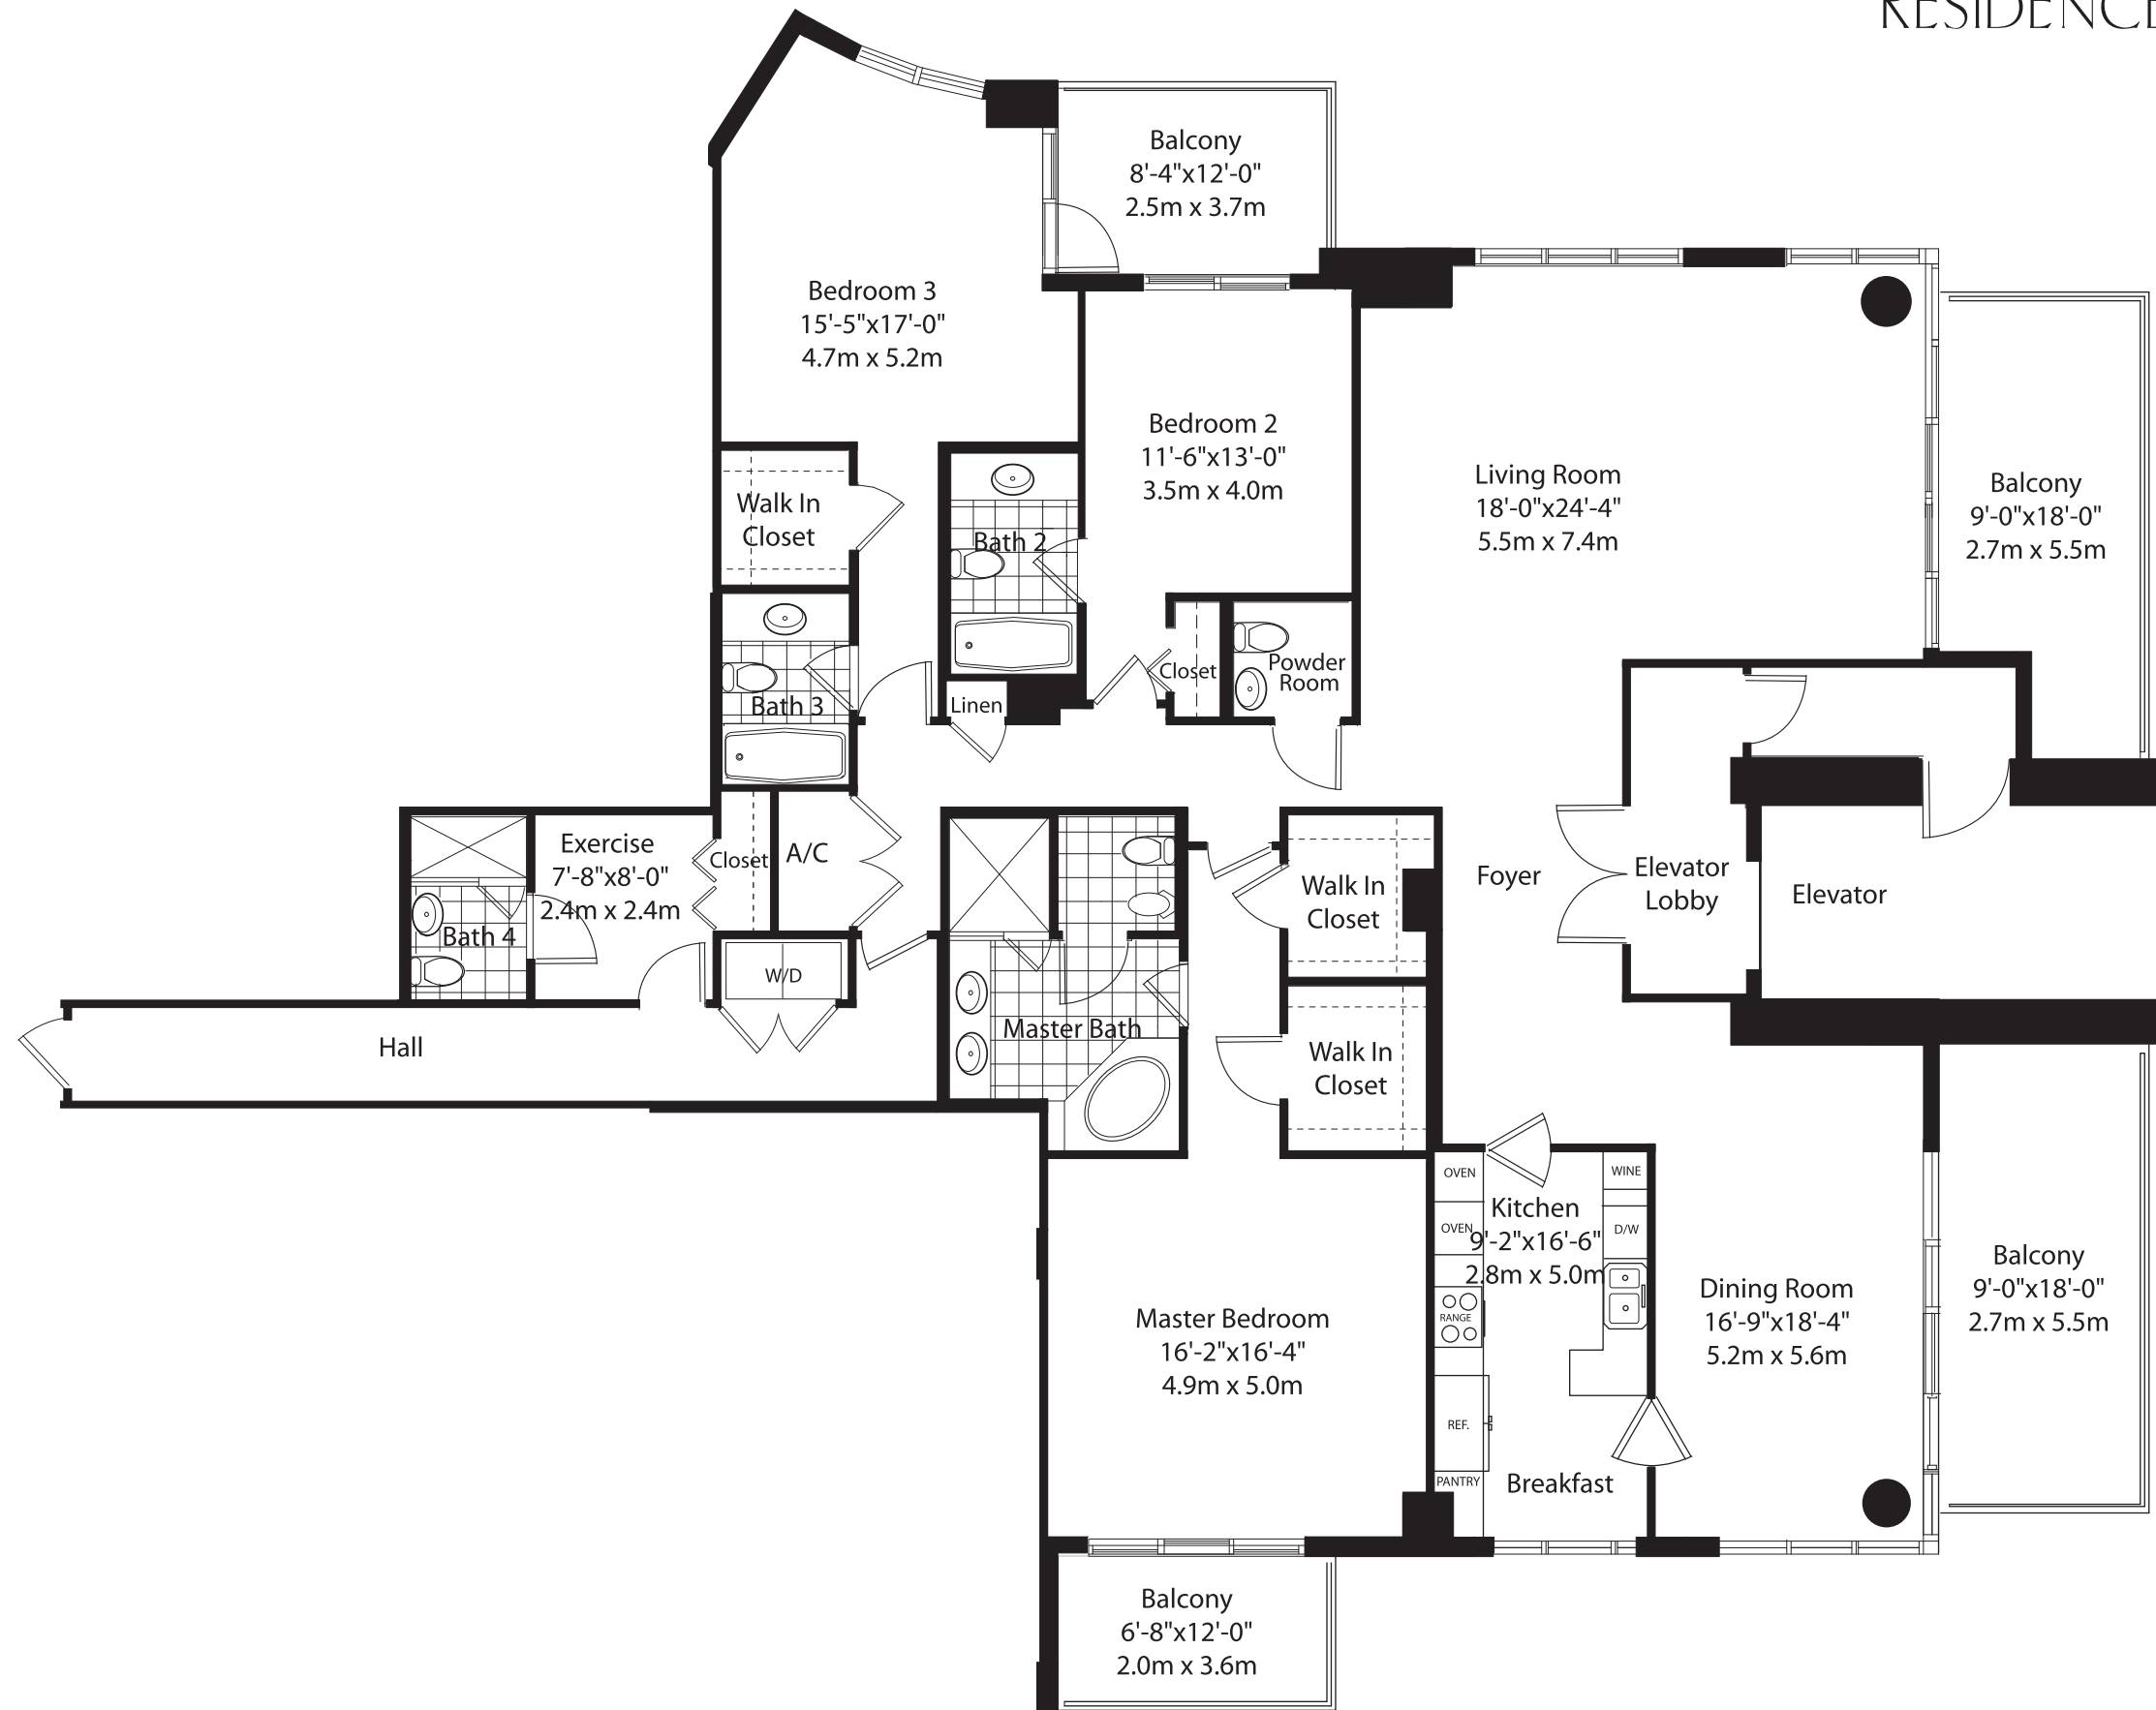 RESIDENCE
Balcony
8'-4"x12'-0"
2.5m x 3.7m
Bedroom 3
15'-5"x17'-0"
4.7m x 5.2m
Bedroom 2
11'-6"x13'-0"
3.5m x 4.0m
Living Room
18'-0"x24'-4"
5.5m x 7.4m
Balcony
9'-0"x18'-0"
2.7m x 5.5m
Walk In
Closet
Bath 2
Closet
Powder
Room
Bath 3
Linen
Exercise
7'-8"x8'-0"
2.4m x 2.4m
Closet
A/C
Bath 4
W/D
Walk In
Closet
Foyer
Elevator
Lobby
Elevator
Hall
Master Bath
Walk In
Closet
OVEN
WINE
Kitchen
9'-2"x16'-6"
2.8m x 5.0m
OVEN
D/W
RANGE
REF.
PANTRY
Breakfast
Master Bedroom
16'-2"x16'-4"
4.9m x 5.0m
Dining Room
16'-9"x18'-4"
5.2m x 5.6m
Balcony
9'-0"x18'-0"
2.7m x 5.5m
Balcony
6'-8"x12'-0"
2.0m x 3.6m